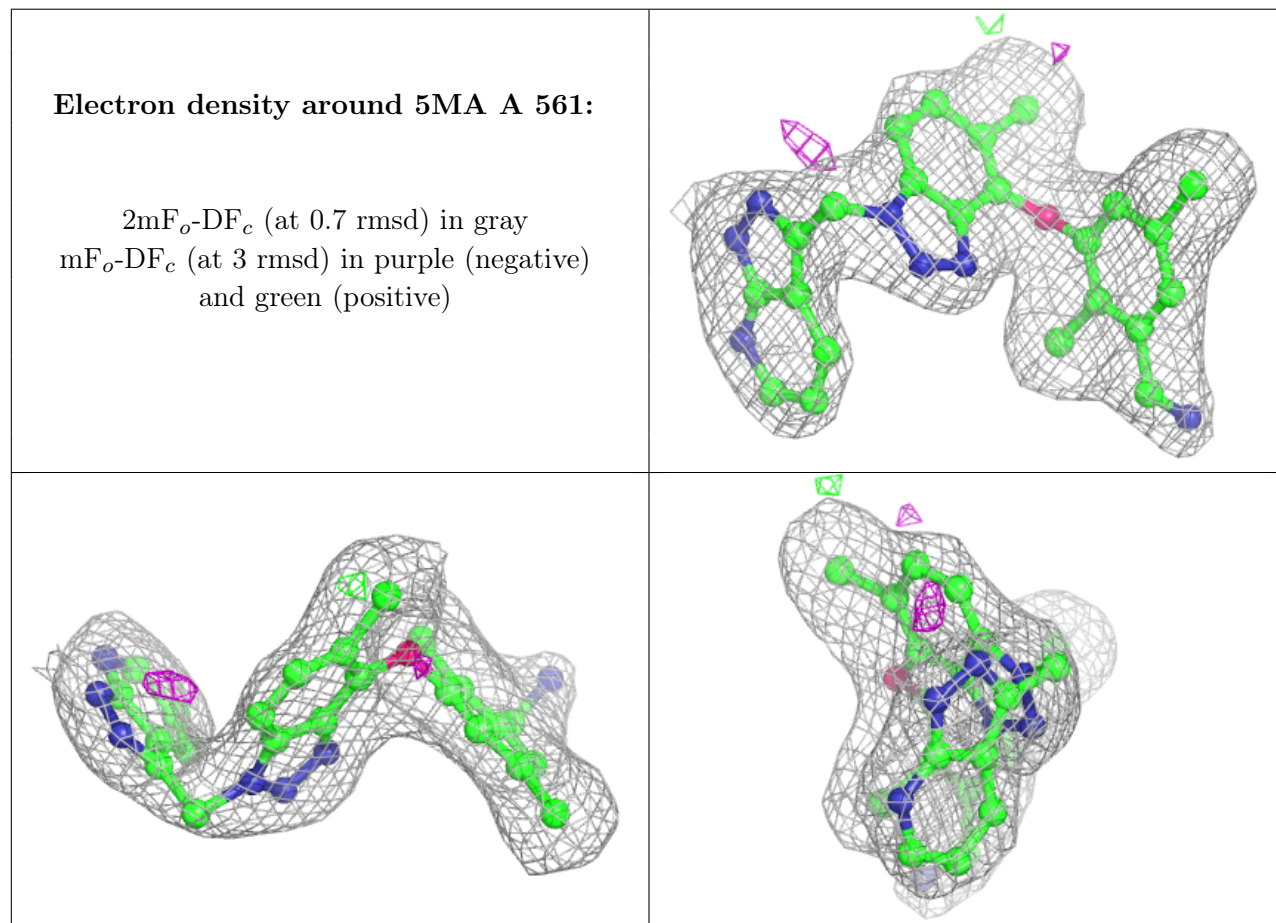 Electron density around 5MA A 561:
2mFo-DFc (at 0.7 rmsd) in gray
mFo-DFc (at 3 rmsd) in purple (negative)
and green (positive)